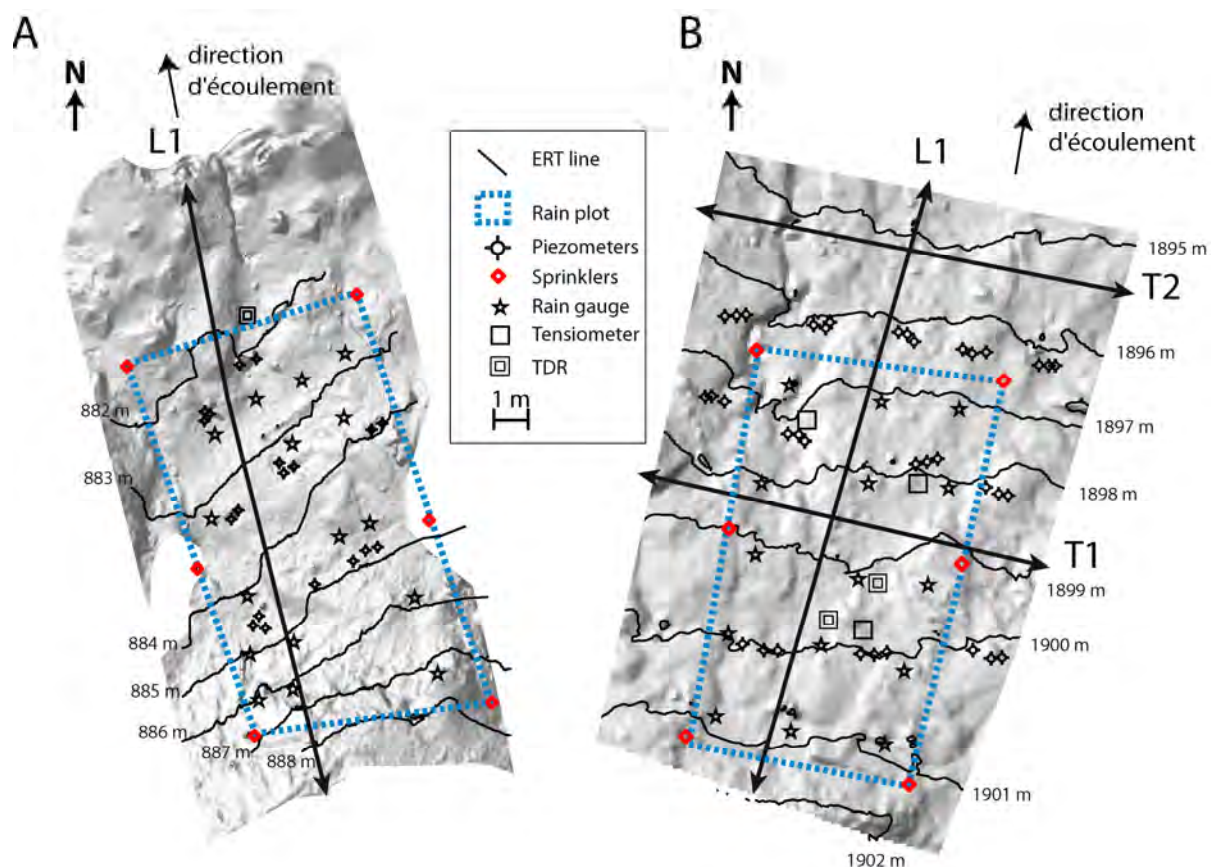 A
N
direction
d'écoulement
L1
882 m
883 m
884 m
885 m
886 m
887 m
888 m
ERT line
Rain plot
Piezometers
Sprinklers
Rain gauge
Tensiometer
TDR
1 m
B
N
direction
d'écoulement
L1
1895 m
T2
1896 m
1897 m
1898 m
T1
1899 m
1900 m
1901 m
1902 m